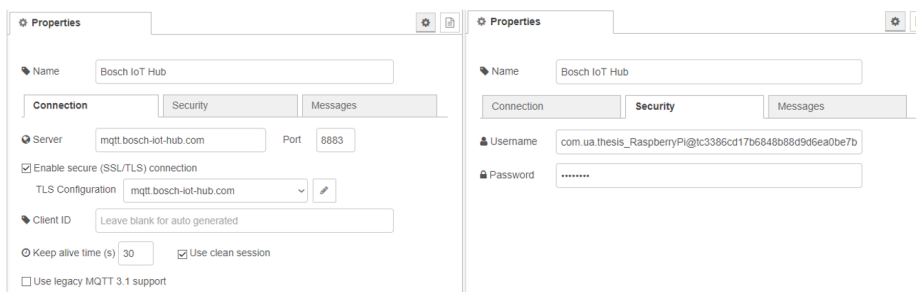 Properties
Name Bosch IoT Hub
Connection Security Messages
Server mqtt.bosch-iot-hub.com Port 8883
Enable secure (SSL/TLS) connection
TLS Configuration mqtt.bosch-iot-hub.com
Client ID Leave blank for auto generated
Keep alive time (s) 30 Use clean session
Use legacy MQTT 3.1 support
Properties
Name Bosch IoT Hub
Connection Security Messages
Username com.ua.thesis_RaspberryPi@tc3386cd17b6848b88d9d6ea0be7b
Password ••••••••